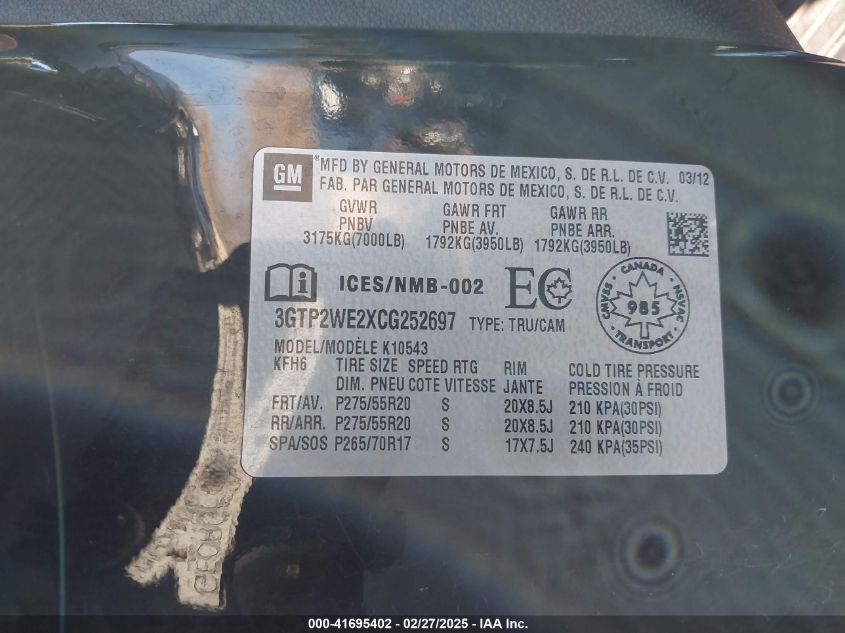 GM
®MFD BY GENERAL MOTORS DE MEXICO, S. DE R.L. DE C.V. 03/12
FAB. PAR GENERAL MOTORS DE MEXICO, S. DE R.L. DE C.V.
GVWR GAWR FRT GAWR RR
PNBV PNBE AV. PNBE ARR.
3175KG(7000LB) 1792KG(3950LB) 1792KG(3950LB)
i ICES/NMB-002 EC
CANADA
CMVSS 985 NSVAC
TRANSPORT
3GTP2WE2XCG252697 TYPE: TRU/CAM
MODEL/MODÈLE K10543
KFH6 TIRE SIZE SPEED RTG RIM COLD TIRE PRESSURE
DIM. PNEU COTE VITESSE JANTE PRESSION À FROID
FRT/AV. P275/55R20 S 20X8.5J 210 KPA(30PSI)
RR/ARR. P275/55R20 S 20X8.5J 210 KPA(30PSI)
SPA/SOS P265/70R17 S 17X7.5J 240 KPA(35PSI)
000-41695402 - 02/27/2025 - IAA Inc.